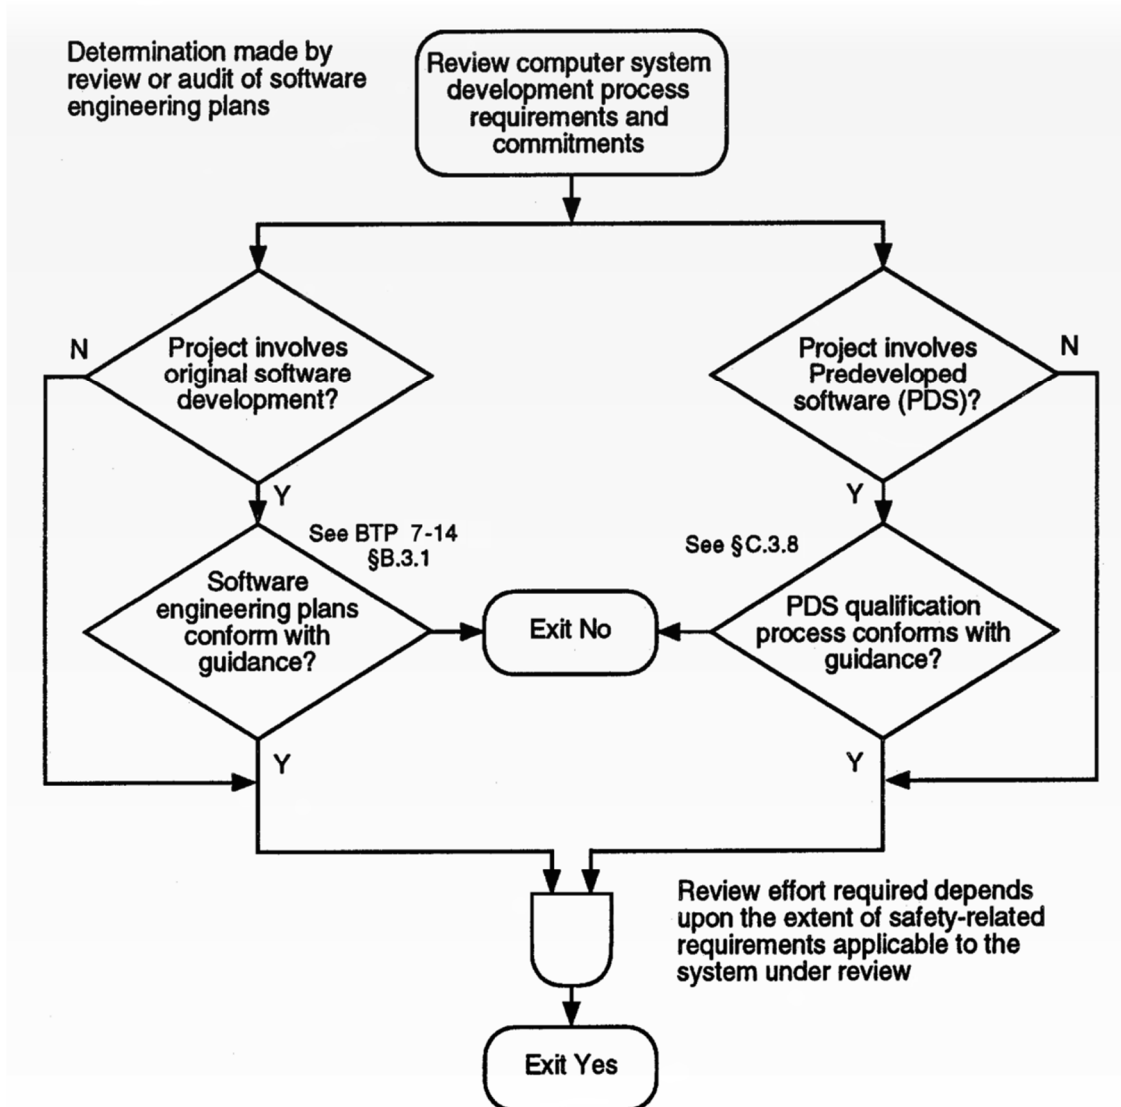 Determination made by
review or audit of software
engineering plans
Review computer system
development process
requirements and
commitments
N
Project involves
original software
development?
Project involves
Predeveloped
software (PDS)?
N
Y
Y
See BTP 7-14
§B.3.1
See §C.3.8
Software
engineering plans
conform with
guidance?
Exit No
PDS qualification
process conforms with
guidance?
Y
Y
Review effort required depends
upon the extent of safety-related
requirements applicable to the
system under review
Exit Yes